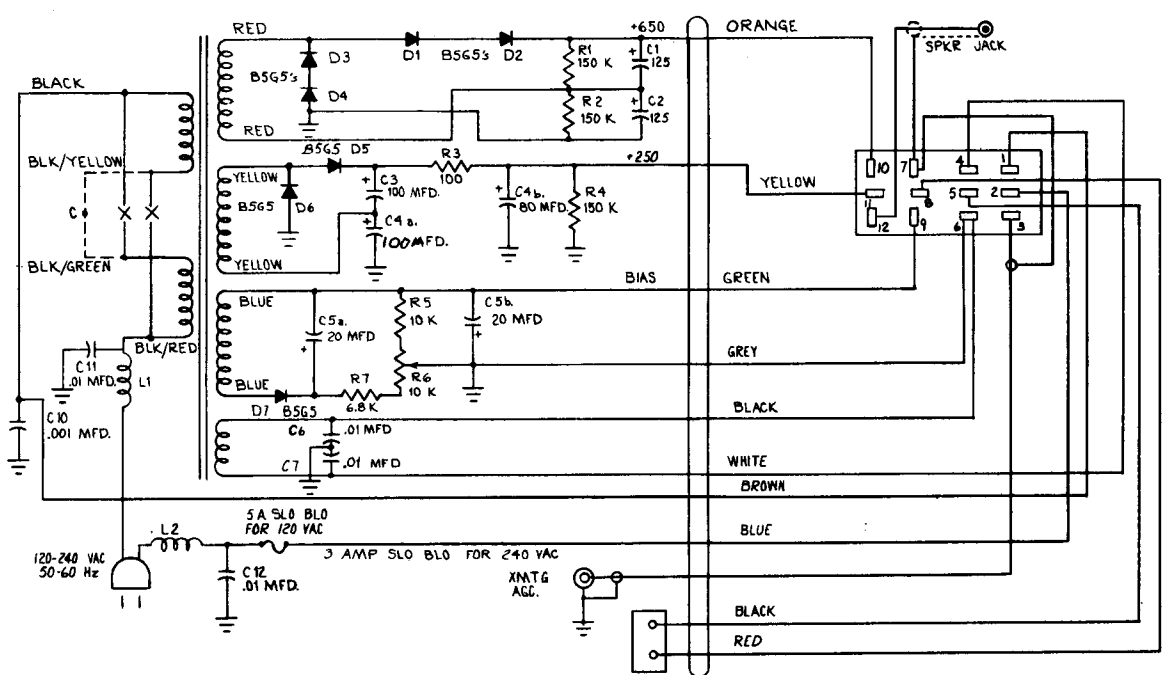 RED
+650
ORANGE
SPKR JACK
D3
D1
B5G5's
D2
R1
150 K
C1
125
B5G5's
D4
R2
150 K
C2
125
BLACK
RED
BLK/YELLOW
B5G5 D5
R3
100
+250
YELLOW
YELLOW
C3
100 MFD.
C4b.
80 MFD.
R4
150 K
B5G5
D6
C4a.
100 MFD.
C
BLK/GREEN
YELLOW
10
7
4
1
11
8
5
2
12
9
6
3
BIAS
GREEN
BLUE
C5a.
20 MFD
R5
10 K
C5b.
20 MFD
BLK/RED
C11
.01 MFD.
L1
GREY
BLUE
R7
6.8 K
R6
10 K
D7
B5G5
BLACK
C6
.01 MFD
C10
.001 MFD.
C7
.01 MFD
WHITE
BROWN
5 A SLO BLO
FOR 120 VAC
L2
BLUE
3 AMP SLO BLO FOR 240 VAC
120-240 VAC
50-60 Hz
C12
.01 MFD.
XMTG
AGC.
BLACK
RED